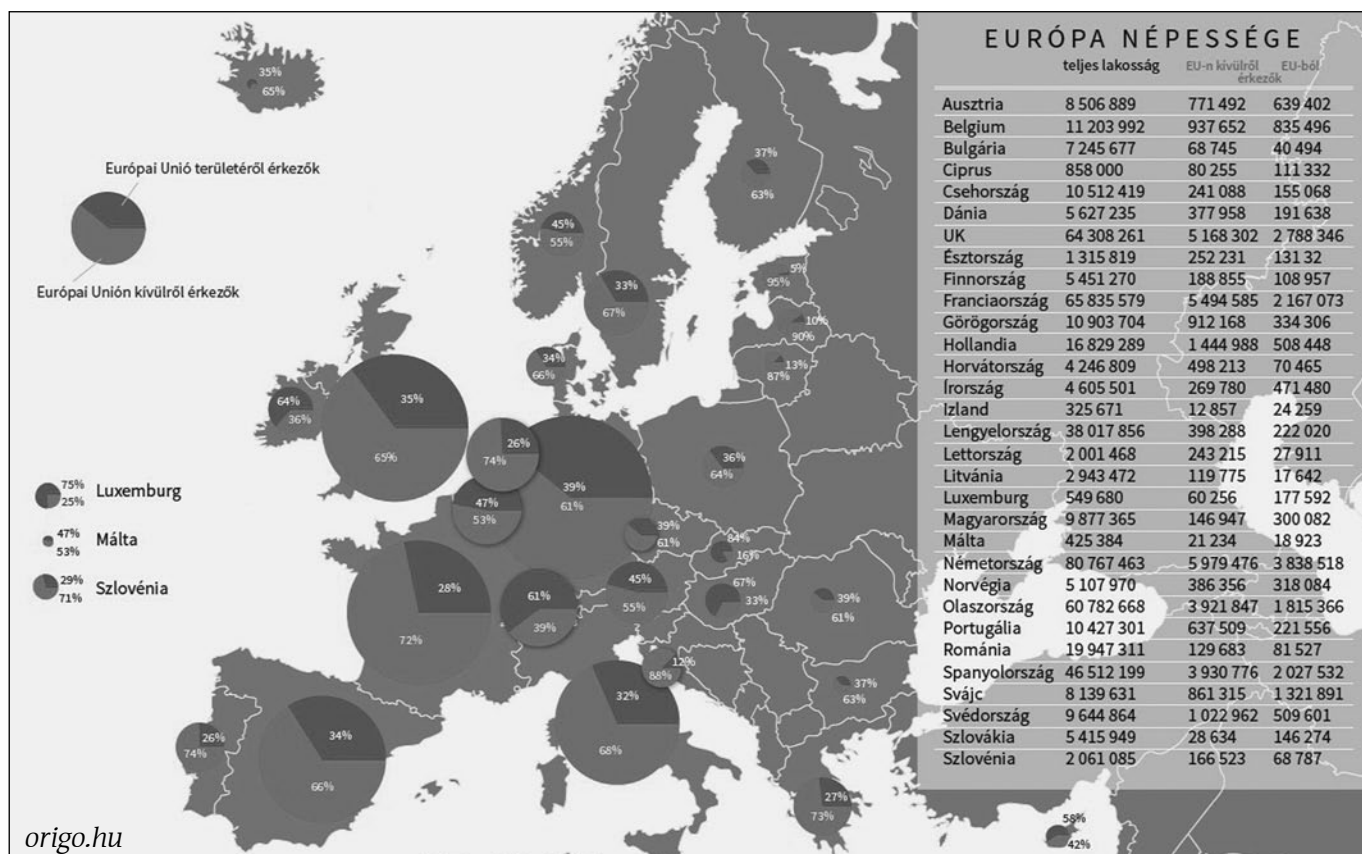 EURÓPA NÉPESSÉGE
teljes lakosság EU-n kívülről EU-ból
érkezők
Ausztria 8 506 889 771 492 639 402
Belgium 11 203 992 937 652 835 496
Bulgária 7 245 677 68 745 40 494
Ciprus 858 000 80 255 111 332
Csehország 10 512 419 241 088 155 068
Dánia 5 627 235 377 958 191 638
UK 64 308 261 5 168 302 2 788 346
Észtország 1 315 819 252 231 131 32
Finnország 5 451 270 188 855 108 957
Franciaország 65 835 579 5 494 585 2 167 073
Görögország 10 903 704 912 168 334 306
Hollandia 16 829 289 1 444 988 508 448
Horvátország 4 246 809 498 213 70 465
Írország 4 605 501 269 780 471 480
Izland 325 671 12 857 24 259
Lengyelország 38 017 856 398 288 222 020
Lettország 2 001 468 243 215 27 911
Litvánia 2 943 472 119 775 17 642
Luxemburg 549 680 60 256 177 592
Magyarország 9 877 365 146 947 300 082
Málta 425 384 21 234 18 923
Németország 80 767 463 5 979 476 3 838 518
Norvégia 5 107 970 386 356 318 084
Olaszország 60 782 668 3 921 847 1 815 366
Portugália 10 427 301 637 509 221 556
Románia 19 947 311 129 683 81 527
Spanyolország 46 512 199 3 930 776 2 027 532
Svájc 8 139 631 861 315 1 321 891
Svédország 9 644 864 1 022 962 509 601
Szlovákia 5 415 949 28 634 146 274
Szlovénia 2 061 085 166 523 68 787
35%
65%
Európai Unió területéről érkezők
Európai Unión kívülről érkezők
37%
63%
45%
55%
33%
67%
5%
95%
10%
90%
13%
87%
34%
66%
64%
36%
35%
65%
26%
74%
47%
53%
39%
61%
36%
64%
39%
61%
84%
16%
67%
33%
45%
55%
61%
39%
28%
72%
39%
61%
37%
63%
12%
88%
32%
68%
34%
66%
26%
74%
27%
73%
58%
42%
75%
25%
Luxemburg
47%
53%
Málta
29%
71%
Szlovénia
origo.hu